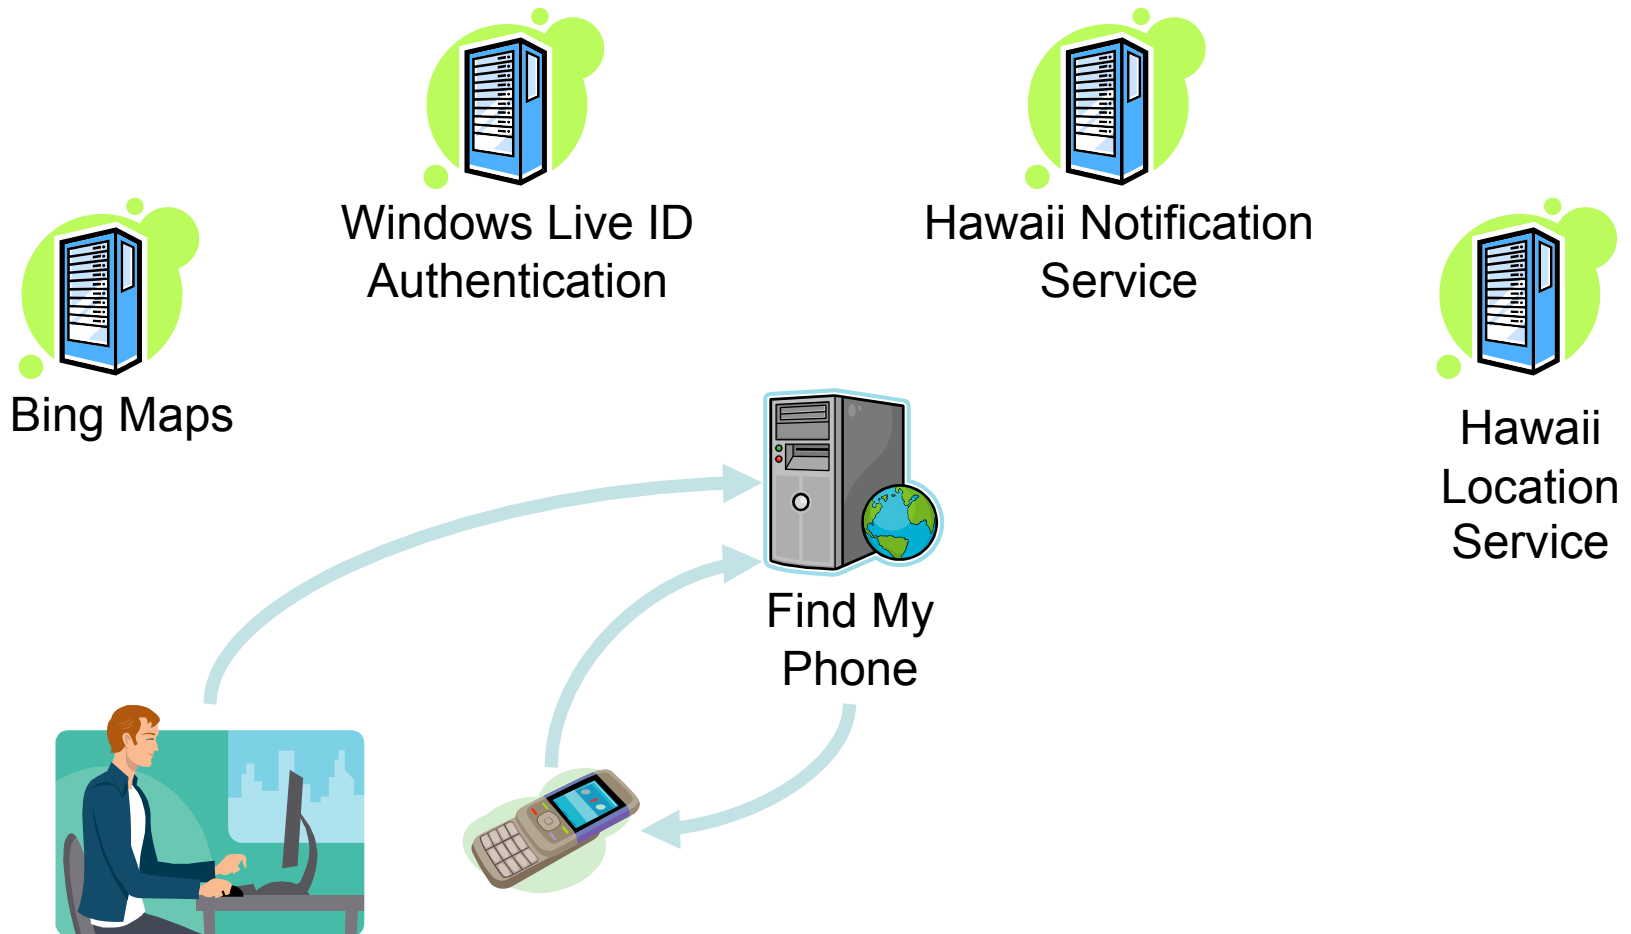 Windows Live ID
Authentication
Hawaii Notification
Service
Bing Maps
Hawaii
Location
Service
Find My
Phone